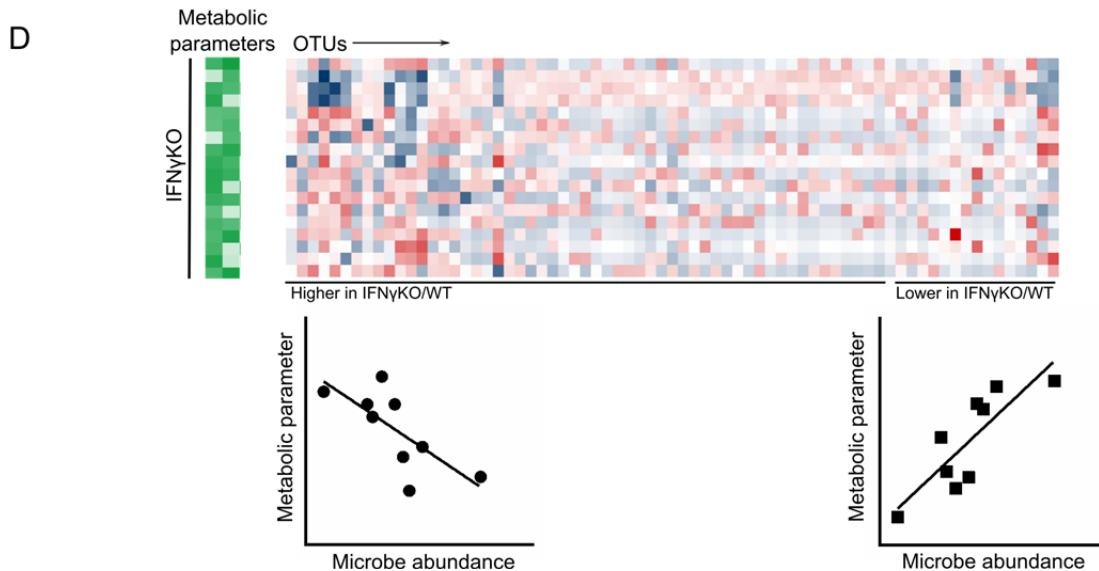 D
Metabolic
parameters
OTUs
IFNγKO
Higher in IFNγKO/WT
Lower in IFNγKO/WT
Metabolic parameter
Microbe abundance
Metabolic parameter
Microbe abundance